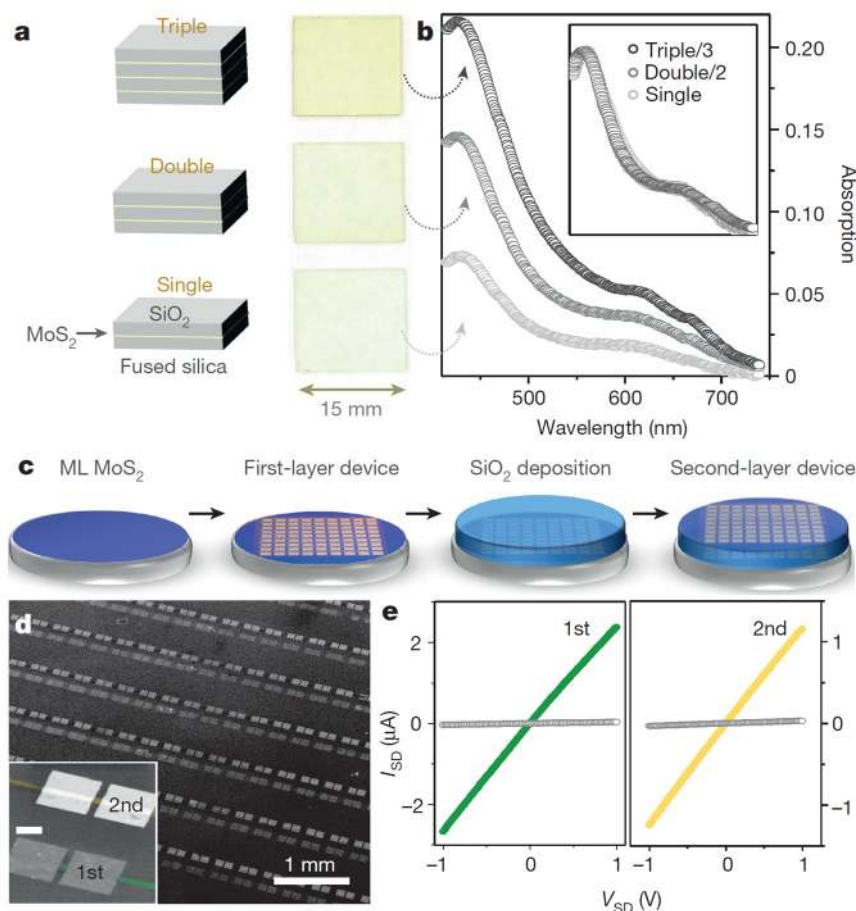 a
Triple
Double
Single
SiO₂
MoS₂
Fused silica
15 mm
b
Triple/3
Double/2
Single
0.20
0.15
0.10
0.05
0
Absorption
500 600 700
Wavelength (nm)
c
ML MoS₂ First-layer device SiO₂ deposition Second-layer device
d
2nd
1st
1 mm
e
1st
2
0
−2
I_SD (μA)
−1 0 1
2nd
1
0
−1
−1 0 1
V_SD (V)